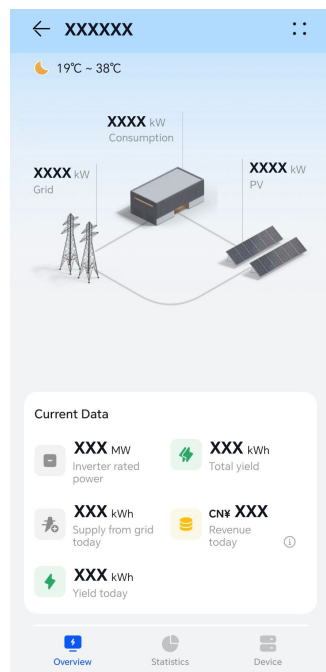 XXXXXX
19℃ ~ 38℃
XXXX kW
Consumption
XXXX kW
Grid
XXXX kW
PV
Current Data
XXX MW
Inverter rated
power
XXX kWh
Total yield
XXX kWh
Supply from grid
today
CN¥ XXX
Revenue
today
XXX kWh
Yield today
Overview
Statistics
Device